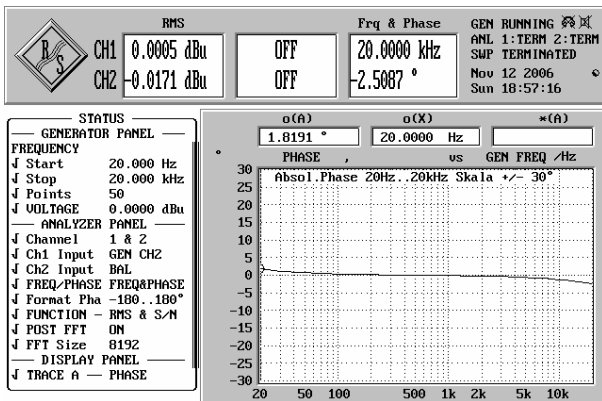 RMS
Frq & Phase
GEN RUNNING
ANL 1:TERM 2:TERM
SWP TERMINATED
R&S
CH1 0.0005 dBu OFF 20.0000 kHz
CH2 -0.0171 dBu OFF -2.5087 °
Nov 12 2006
Sun 18:57:16
STATUS
GENERATOR PANEL
FREQUENCY
Start 20.000 Hz
Stop 20.000 kHz
Points 50
VOLTAGE 0.0000 dBu
ANALYZER PANEL
Channel 1 & 2
Ch1 Input GEN CH2
Ch2 Input BAL
FREQ/PHASE FREQ&PHASE
Format Pha -180..180°
FUNCTION - RMS & S/N
POST FFT ON
FFT Size 8192
DISPLAY PANEL
TRACE A — PHASE
o(A) o(X) *(A)
1.8191 ° 20.0000 Hz
° PHASE , vs GEN FREQ /Hz
Absol.Phase 20Hz..20kHz Skala +/- 30°
30
25
20
15
10
5
0
-5
-10
-15
-20
-25
-30
20 50 100 500 1k 2k 5k 10k